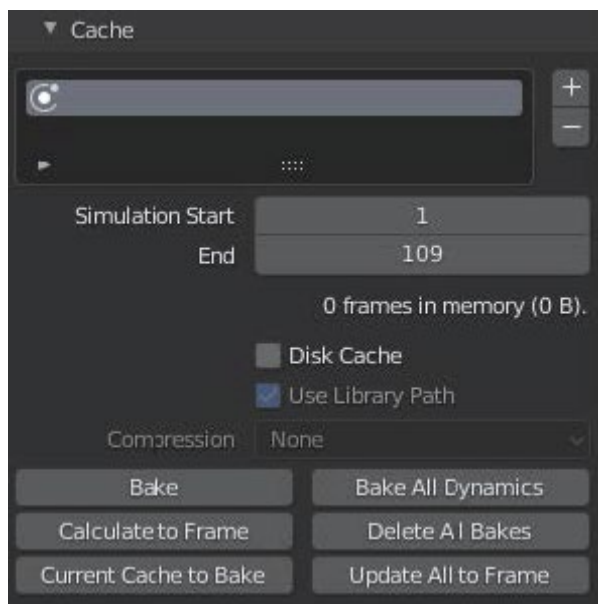 Cache
+
−
Simulation Start 1
End 109
0 frames in memory (0 B).
Disk Cache
Use Library Path
Compression None
Bake Bake All Dynamics
Calculate to Frame Delete All Bakes
Current Cache to Bake Update All to Frame